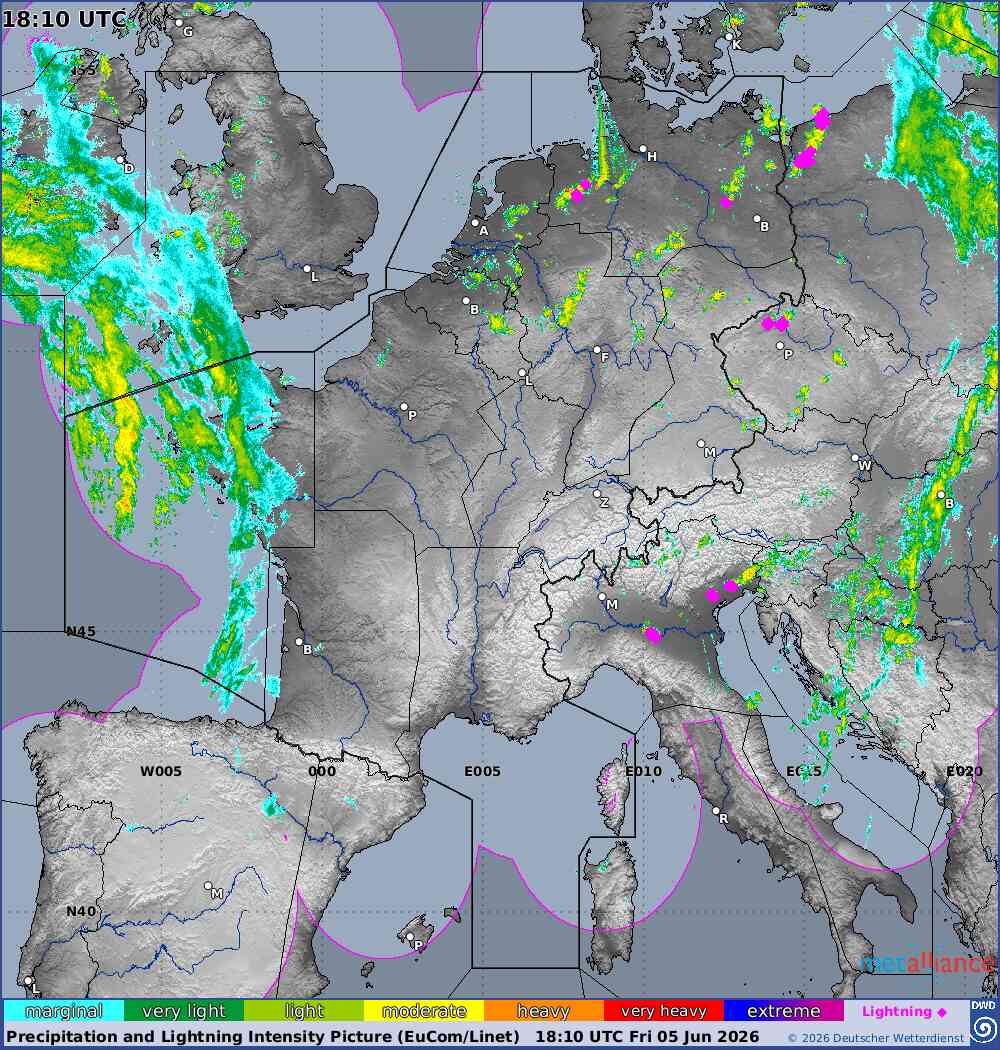 18:10 UTC
G
K
N55
D
H
A
B
L
B
F
P
L
P
M
W
Z
B
M
N45
B
W005
000
E005
E010
E015
E020
R
M
N40
P
L
metalliance
marginal very light light moderate heavy very heavy extreme Lightning
DWD
Precipitation and Lightning Intensity Picture (EuCom/Linet) 18:10 UTC Fri 05 Jun 2026 © 2026 Deutscher Wetterdienst